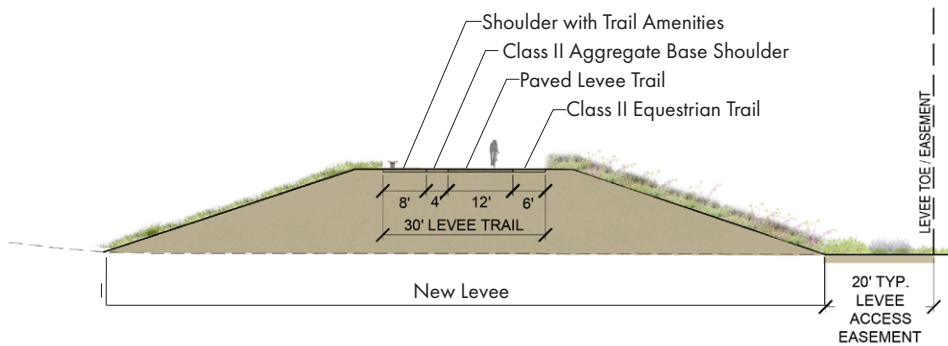 Shoulder with Trail Amenities
Class II Aggregate Base Shoulder
Paved Levee Trail
Class II Equestrian Trail
LEVEE TOE / EASEMENT
8' 4' 12' 6'
30' LEVEE TRAIL
New Levee
20' TYP.
LEVEE
ACCESS
EASEMENT